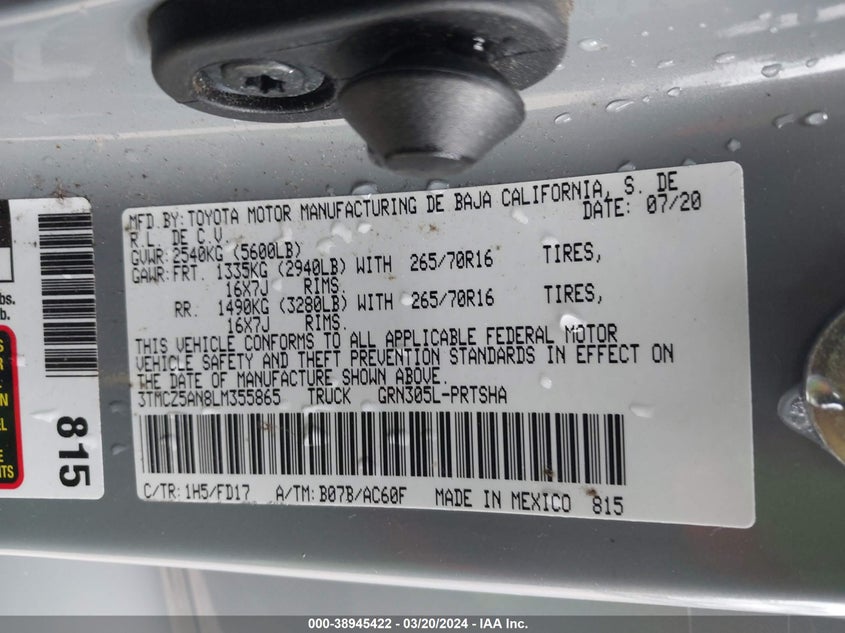 MFD.BY:TOYOTA MOTOR MANUFACTURING DE BAJA CALIFORNIA, S. DE
R.L. DE C.V. DATE: 07/20
GVWR:2540KG (5600LB)
GAWR:FRT. 1335KG (2940LB) WITH 265/70R16 TIRES,
16X7J RIMS.
RR. 1490KG (3280LB) WITH 265/70R16 TIRES,
16X7J RIMS.
THIS VEHICLE CONFORMS TO ALL APPLICABLE FEDERAL MOTOR
VEHICLE SAFETY AND THEFT PREVENTION STANDARDS IN EFFECT ON
THE DATE OF MANUFACTURE SHOWN ABOVE.
3TMCZ5AN8LM355865 TRUCK GRN305L-PRTSHA
C/TR:1H5/FD17 A/TM:B07B/AC60F MADE IN MEXICO 815
bs.
b.
815
000-38945422 - 03/20/2024 - IAA Inc.